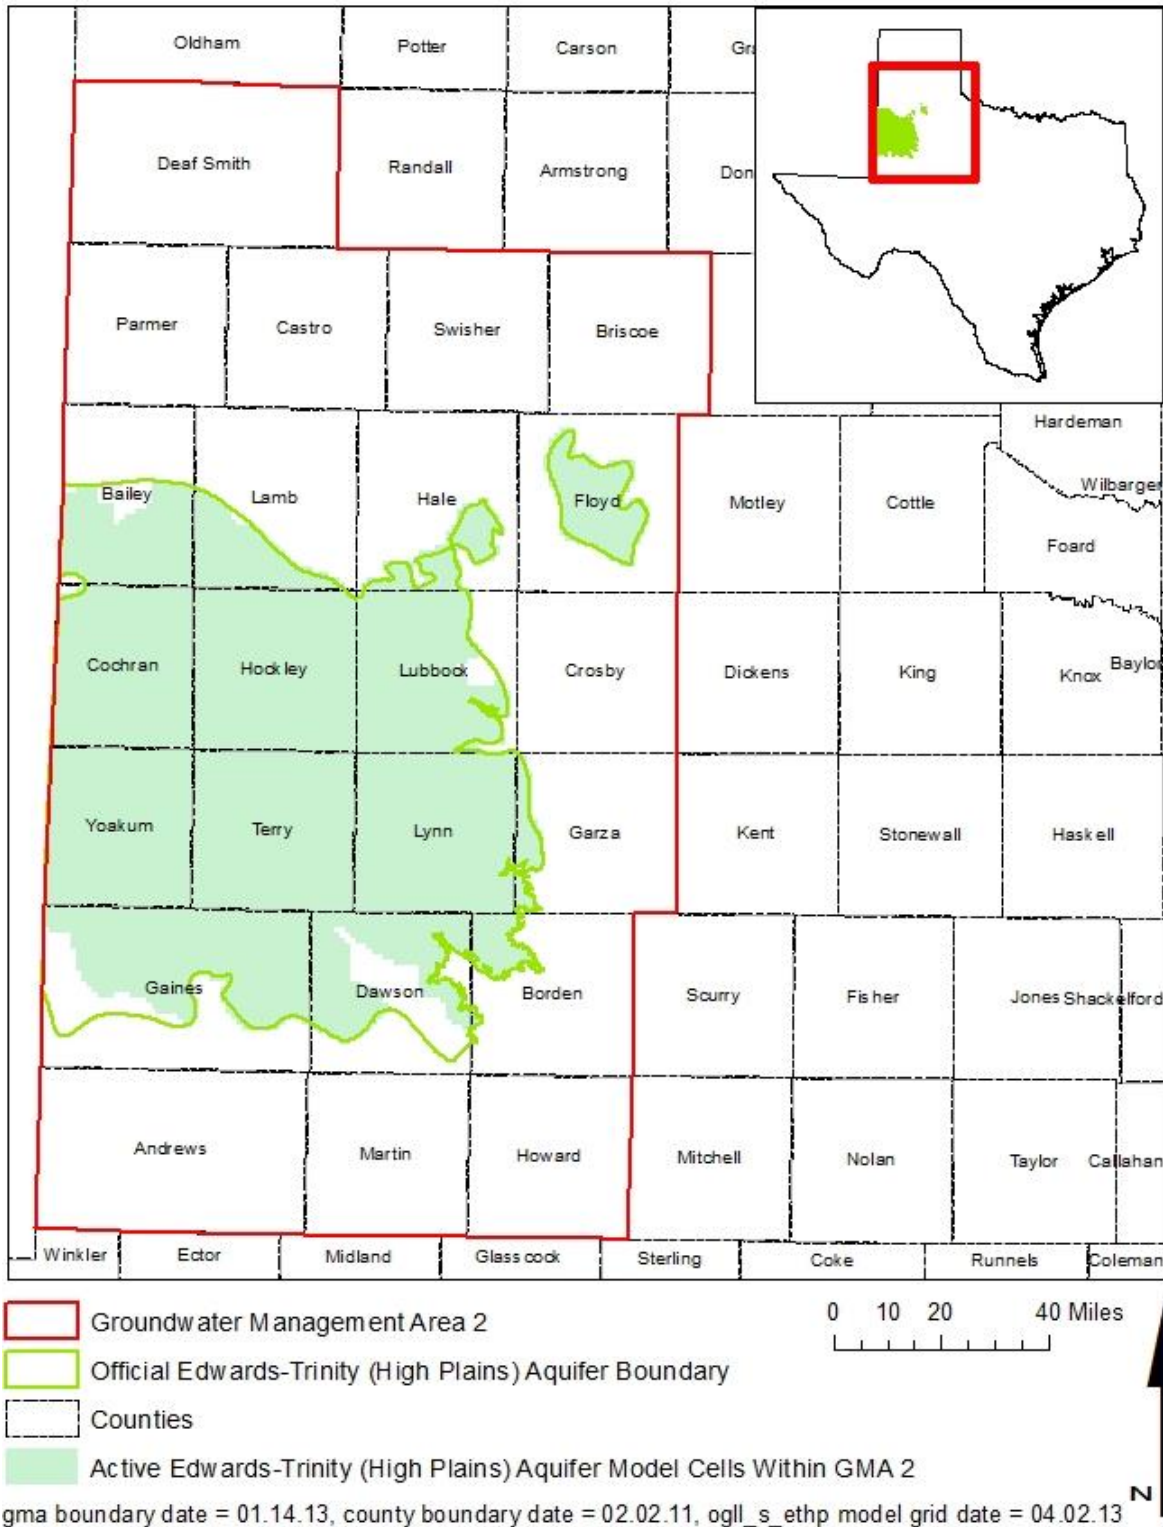 Oldham
Potter
Carson
Gr
Deaf Smith
Randall
Armstrong
Don
Parmer
Castro
Swisher
Briscoe
Hardeman
Bailey
Lamb
Hale
Floyd
Motley
Cottle
Wilbarger
Foard
Cochran
Hockley
Lubbock
Crosby
Dickens
King
Knox
Baylor
Yoakum
Terry
Lynn
Garza
Kent
Stonewall
Haskell
Gaines
Dawson
Borden
Scurry
Fisher
Jones
Shackelford
Andrews
Martin
Howard
Mitchell
Nolan
Taylor
Callahan
Winkler
Ector
Midland
Glasscock
Sterling
Coke
Runnels
Coleman
Groundwater Management Area 2
0 10 20 40 Miles
Official Edwards-Trinity (High Plains) Aquifer Boundary
Counties
Active Edwards-Trinity (High Plains) Aquifer Model Cells Within GMA 2
N
gma boundary date = 01.14.13, county boundary date = 02.02.11, ogll_s_ethp model grid date = 04.02.13